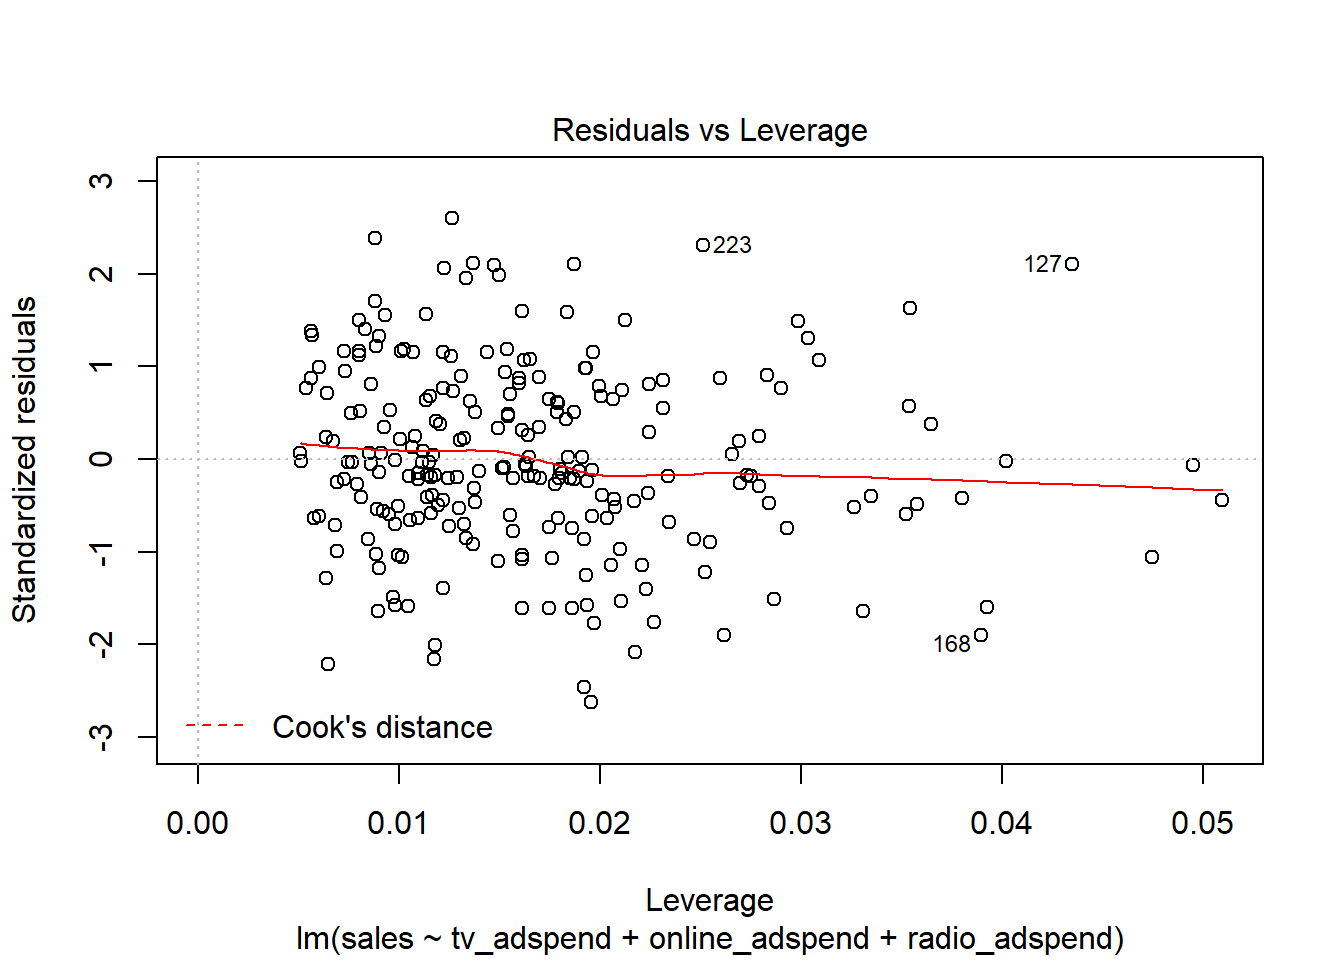 Residuals vs Leverage
Standardized residuals
3
2
1
0
-1
-2
-3
223
127
168
Cook's distance
0.00 0.01 0.02 0.03 0.04 0.05
Leverage
lm(sales ~ tv_adspend + online_adspend + radio_adspend)